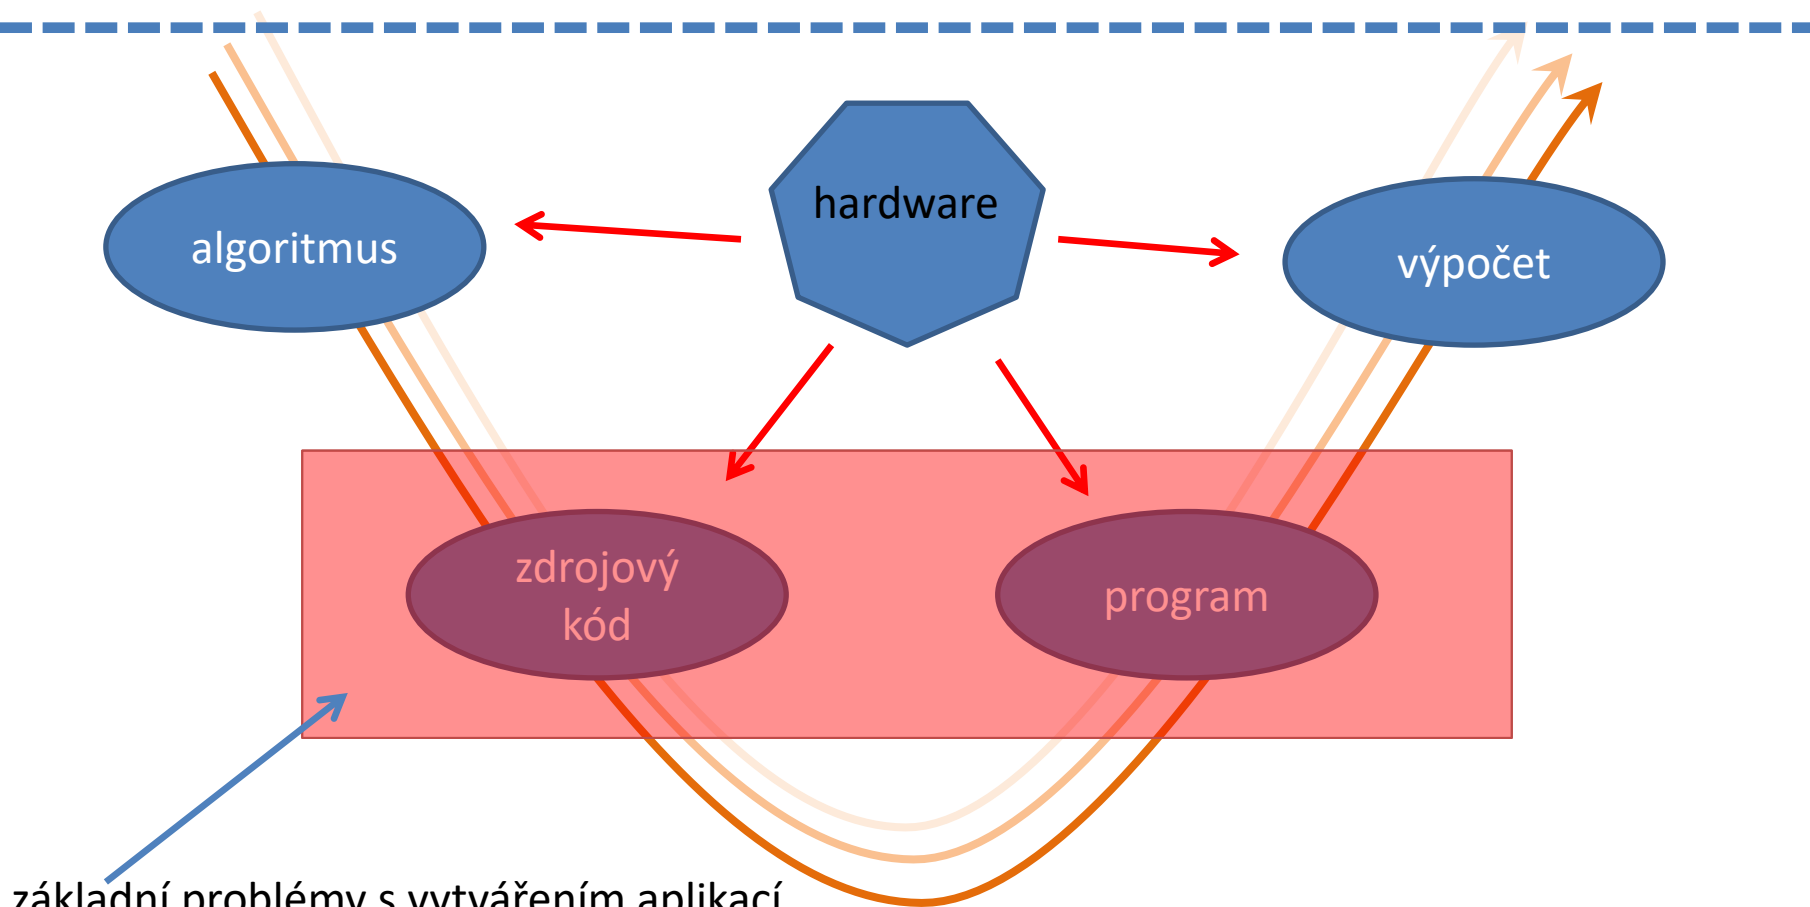 hardware
algoritmus
výpočet
zdrojový
kód
program
základní problémy s vytvářením aplikací